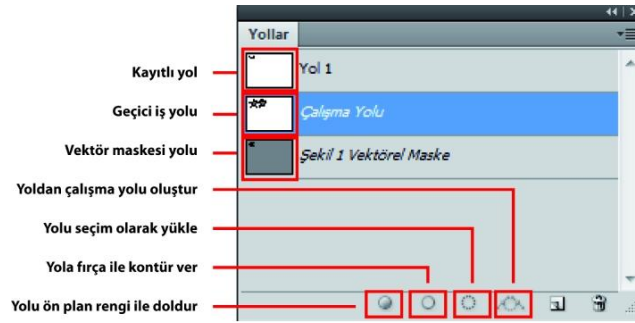 Yollar
Kayıtlı yol
Yol 1
Geçici iş yolu
Çalışma Yolu
Vektör maskesi yolu
Şekil 1 Vektörel Maske
Yoldan çalışma yolu oluştur
Yolu seçim olarak yükle
Yola fırça ile kontür ver
Yolu ön plan rengi ile doldur